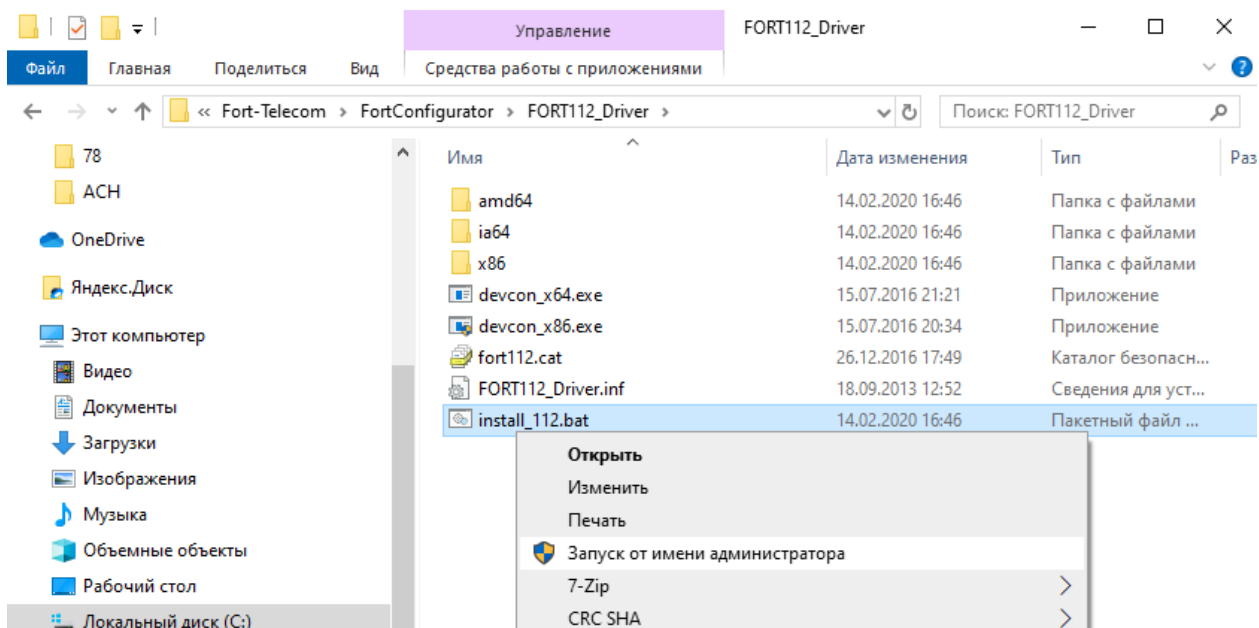 Управление
FORT112_Driver
Файл Главная Поделиться Вид Средства работы с приложениями
« Fort-Telecom › FortConfigurator › FORT112_Driver ›
Поиск: FORT112_Driver
78
АСН
OneDrive
Яндекс.Диск
Этот компьютер
Видео
Документы
Загрузки
Изображения
Музыка
Объемные объекты
Рабочий стол
Локальный диск (C:)
Имя Дата изменения Тип Раз
amd64 14.02.2020 16:46 Папка с файлами
ia64 14.02.2020 16:46 Папка с файлами
x86 14.02.2020 16:46 Папка с файлами
devcon_x64.exe 15.07.2016 21:21 Приложение
devcon_x86.exe 15.07.2016 20:34 Приложение
fort112.cat 26.12.2016 17:49 Каталог безопасн...
FORT112_Driver.inf 18.09.2013 12:52 Сведения для уст...
install_112.bat 14.02.2020 16:46 Пакетный файл ...
Открыть
Изменить
Печать
Запуск от имени администратора
7-Zip
CRC SHA